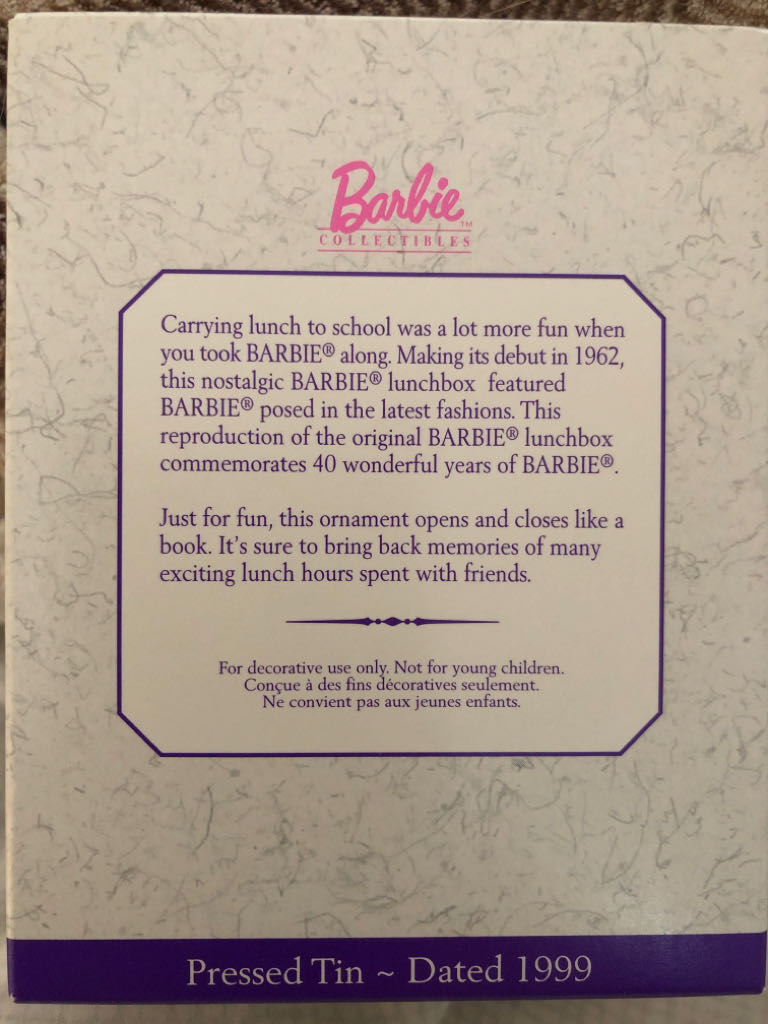 Barbie™
COLLECTIBLES
Carrying lunch to school was a lot more fun when
you took BARBIE® along. Making its debut in 1962,
this nostalgic BARBIE® lunchbox featured
BARBIE® posed in the latest fashions. This
reproduction of the original BARBIE® lunchbox
commemorates 40 wonderful years of BARBIE®.
Just for fun, this ornament opens and closes like a
book. It's sure to bring back memories of many
exciting lunch hours spent with friends.
For decorative use only. Not for young children.
Conçue à des fins décoratives seulement.
Ne convient pas aux jeunes enfants.
Pressed Tin ~ Dated 1999